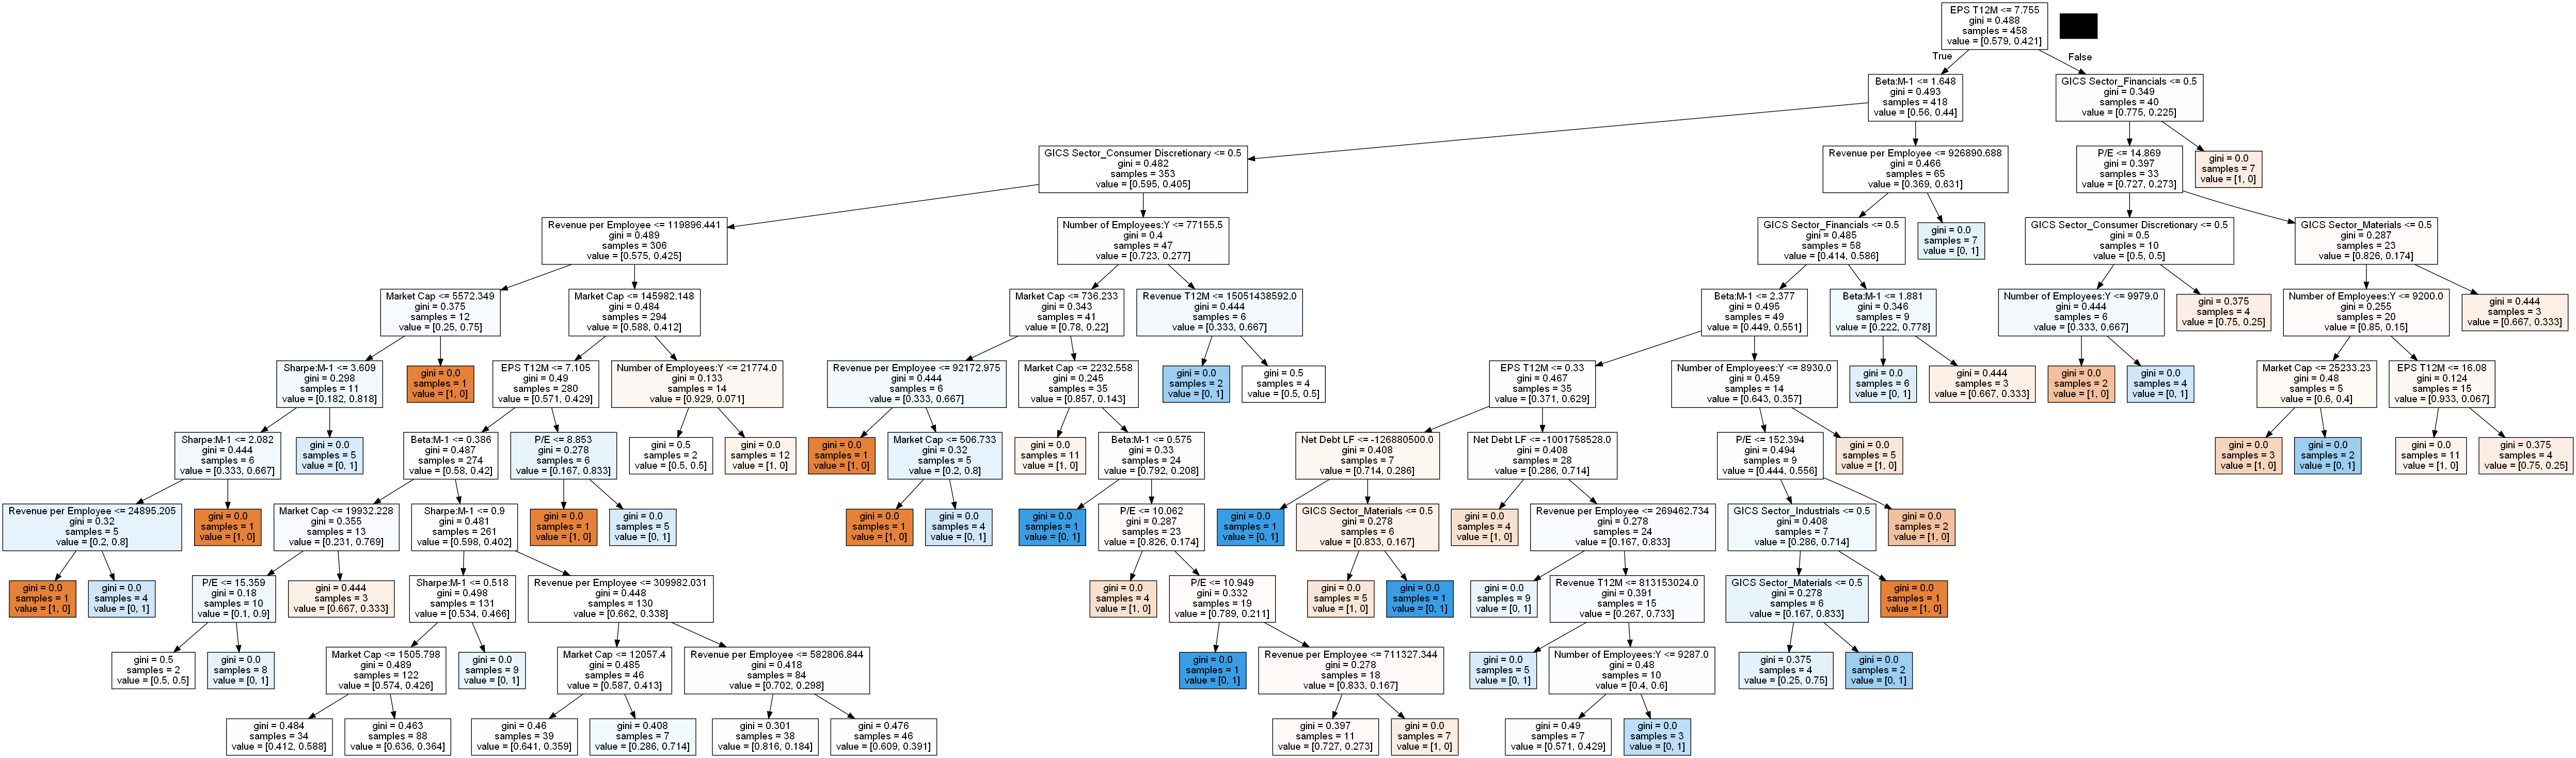 EPS T12M <= 7.755
gini = 0.488
samples = 458
value = [0.579, 0.421]
True
False
Beta:M-1 <= 1.648
gini = 0.493
samples = 418
value = [0.56, 0.44]
GICS Sector_Financials <= 0.5
gini = 0.349
samples = 40
value = [0.775, 0.225]
GICS Sector_Consumer Discretionary <= 0.5
gini = 0.482
samples = 353
value = [0.595, 0.405]
Revenue per Employee <= 926890.688
gini = 0.466
samples = 65
value = [0.369, 0.631]
P/E <= 14.869
gini = 0.397
samples = 33
value = [0.727, 0.273]
gini = 0.0
samples = 7
value = [1, 0]
Revenue per Employee <= 119896.441
gini = 0.489
samples = 306
value = [0.575, 0.425]
Number of Employees:Y <= 77155.5
gini = 0.4
samples = 47
value = [0.723, 0.277]
GICS Sector_Financials <= 0.5
gini = 0.485
samples = 58
value = [0.414, 0.586]
gini = 0.0
samples = 7
value = [0, 1]
GICS Sector_Consumer Discretionary <= 0.5
gini = 0.5
samples = 10
value = [0.5, 0.5]
GICS Sector_Materials <= 0.5
gini = 0.287
samples = 23
value = [0.826, 0.174]
Market Cap <= 5572.349
gini = 0.375
samples = 12
value = [0.25, 0.75]
Market Cap <= 145982.148
gini = 0.484
samples = 294
value = [0.588, 0.412]
Market Cap <= 736.233
gini = 0.343
samples = 41
value = [0.78, 0.22]
Revenue T12M <= 15051438592.0
gini = 0.444
samples = 6
value = [0.333, 0.667]
Beta:M-1 <= 2.377
gini = 0.495
samples = 49
value = [0.449, 0.551]
Beta:M-1 <= 1.881
gini = 0.346
samples = 9
value = [0.222, 0.778]
Number of Employees:Y <= 9979.0
gini = 0.444
samples = 6
value = [0.333, 0.667]
gini = 0.375
samples = 4
value = [0.75, 0.25]
Number of Employees:Y <= 9200.0
gini = 0.255
samples = 20
value = [0.85, 0.15]
gini = 0.444
samples = 3
value = [0.667, 0.333]
Sharpe:M-1 <= 3.609
gini = 0.298
samples = 11
value = [0.182, 0.818]
gini = 0.0
samples = 1
value = [1, 0]
EPS T12M <= 7.105
gini = 0.49
samples = 280
value = [0.571, 0.429]
Number of Employees:Y <= 21774.0
gini = 0.133
samples = 14
value = [0.929, 0.071]
Revenue per Employee <= 92172.975
gini = 0.444
samples = 6
value = [0.333, 0.667]
Market Cap <= 2232.558
gini = 0.245
samples = 35
value = [0.857, 0.143]
gini = 0.0
samples = 2
value = [0, 1]
gini = 0.5
samples = 4
value = [0.5, 0.5]
EPS T12M <= 0.33
gini = 0.467
samples = 35
value = [0.371, 0.629]
Number of Employees:Y <= 8930.0
gini = 0.459
samples = 14
value = [0.643, 0.357]
gini = 0.0
samples = 6
value = [0, 1]
gini = 0.444
samples = 3
value = [0.667, 0.333]
gini = 0.0
samples = 2
value = [1, 0]
gini = 0.0
samples = 4
value = [0, 1]
Market Cap <= 25233.23
gini = 0.48
samples = 5
value = [0.6, 0.4]
EPS T12M <= 16.08
gini = 0.124
samples = 15
value = [0.933, 0.067]
Sharpe:M-1 <= 2.082
gini = 0.444
samples = 6
value = [0.333, 0.667]
gini = 0.0
samples = 5
value = [0, 1]
Beta:M-1 <= 0.386
gini = 0.487
samples = 274
value = [0.58, 0.42]
P/E <= 8.853
gini = 0.278
samples = 6
value = [0.167, 0.833]
gini = 0.5
samples = 2
value = [0.5, 0.5]
gini = 0.0
samples = 12
value = [1, 0]
gini = 0.0
samples = 1
value = [1, 0]
Market Cap <= 506.733
gini = 0.32
samples = 5
value = [0.2, 0.8]
gini = 0.0
samples = 11
value = [1, 0]
Beta:M-1 <= 0.575
gini = 0.33
samples = 24
value = [0.792, 0.208]
Net Debt LF <= -126880500.0
gini = 0.408
samples = 7
value = [0.714, 0.286]
Net Debt LF <= -1001758528.0
gini = 0.408
samples = 28
value = [0.286, 0.714]
P/E <= 152.394
gini = 0.494
samples = 9
value = [0.444, 0.556]
gini = 0.0
samples = 5
value = [1, 0]
gini = 0.0
samples = 3
value = [1, 0]
gini = 0.0
samples = 2
value = [0, 1]
gini = 0.0
samples = 11
value = [1, 0]
gini = 0.375
samples = 4
value = [0.75, 0.25]
Revenue per Employee <= 24895.205
gini = 0.32
samples = 5
value = [0.2, 0.8]
gini = 0.0
samples = 1
value = [1, 0]
Market Cap <= 19932.228
gini = 0.355
samples = 13
value = [0.231, 0.769]
Sharpe:M-1 <= 0.9
gini = 0.481
samples = 261
value = [0.598, 0.402]
gini = 0.0
samples = 1
value = [1, 0]
gini = 0.0
samples = 5
value = [0, 1]
gini = 0.0
samples = 1
value = [1, 0]
gini = 0.0
samples = 4
value = [0, 1]
gini = 0.0
samples = 1
value = [0, 1]
P/E <= 10.062
gini = 0.287
samples = 23
value = [0.826, 0.174]
gini = 0.0
samples = 1
value = [0, 1]
GICS Sector_Materials <= 0.5
gini = 0.278
samples = 6
value = [0.833, 0.167]
gini = 0.0
samples = 4
value = [1, 0]
Revenue per Employee <= 269462.734
gini = 0.278
samples = 24
value = [0.167, 0.833]
GICS Sector_Industrials <= 0.5
gini = 0.408
samples = 7
value = [0.286, 0.714]
gini = 0.0
samples = 2
value = [1, 0]
gini = 0.0
samples = 1
value = [1, 0]
gini = 0.0
samples = 4
value = [0, 1]
P/E <= 15.359
gini = 0.18
samples = 10
value = [0.1, 0.9]
gini = 0.444
samples = 3
value = [0.667, 0.333]
Sharpe:M-1 <= 0.518
gini = 0.498
samples = 131
value = [0.534, 0.466]
Revenue per Employee <= 309982.031
gini = 0.448
samples = 130
value = [0.662, 0.338]
gini = 0.0
samples = 4
value = [1, 0]
P/E <= 10.949
gini = 0.332
samples = 19
value = [0.789, 0.211]
gini = 0.0
samples = 5
value = [1, 0]
gini = 0.0
samples = 1
value = [0, 1]
gini = 0.0
samples = 9
value = [0, 1]
Revenue T12M <= 813153024.0
gini = 0.391
samples = 15
value = [0.267, 0.733]
GICS Sector_Materials <= 0.5
gini = 0.278
samples = 6
value = [0.167, 0.833]
gini = 0.0
samples = 1
value = [1, 0]
gini = 0.5
samples = 2
value = [0.5, 0.5]
gini = 0.0
samples = 8
value = [0, 1]
Market Cap <= 1505.798
gini = 0.489
samples = 122
value = [0.574, 0.426]
gini = 0.0
samples = 9
value = [0, 1]
Market Cap <= 12057.4
gini = 0.485
samples = 46
value = [0.587, 0.413]
Revenue per Employee <= 582806.844
gini = 0.418
samples = 84
value = [0.702, 0.298]
gini = 0.0
samples = 1
value = [0, 1]
Revenue per Employee <= 711327.344
gini = 0.278
samples = 18
value = [0.833, 0.167]
gini = 0.0
samples = 5
value = [0, 1]
Number of Employees:Y <= 9287.0
gini = 0.48
samples = 10
value = [0.4, 0.6]
gini = 0.375
samples = 4
value = [0.25, 0.75]
gini = 0.0
samples = 2
value = [0, 1]
gini = 0.484
samples = 34
value = [0.412, 0.588]
gini = 0.463
samples = 88
value = [0.636, 0.364]
gini = 0.46
samples = 39
value = [0.641, 0.359]
gini = 0.408
samples = 7
value = [0.286, 0.714]
gini = 0.301
samples = 38
value = [0.816, 0.184]
gini = 0.476
samples = 46
value = [0.609, 0.391]
gini = 0.397
samples = 11
value = [0.727, 0.273]
gini = 0.0
samples = 7
value = [1, 0]
gini = 0.49
samples = 7
value = [0.571, 0.429]
gini = 0.0
samples = 3
value = [0, 1]